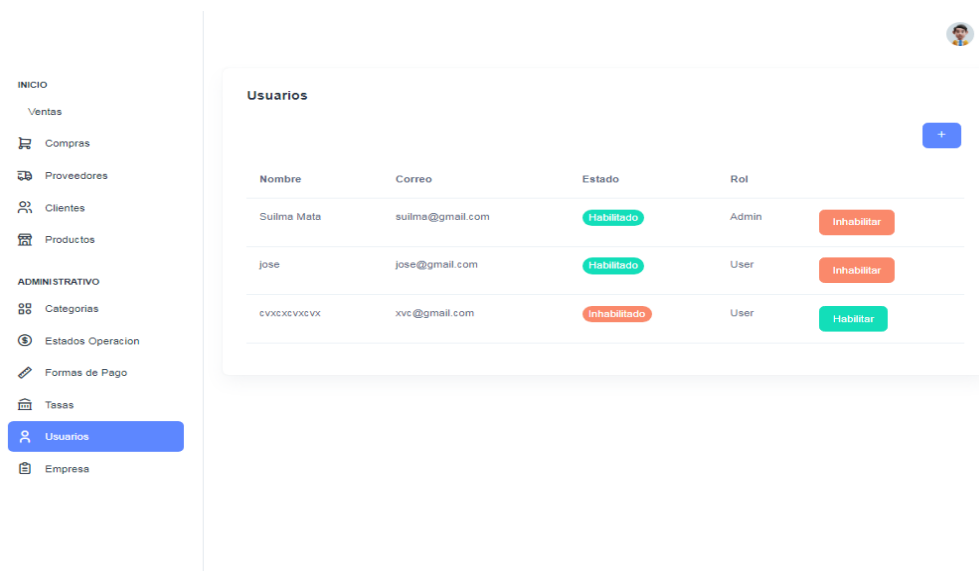 INICIO
Ventas
Compras
Proveedores
Clientes
Productos
ADMINISTRATIVO
Categorias
Estados Operacion
Formas de Pago
Tasas
Usuarios
Empresa
Usuarios
+
Nombre Correo Estado Rol
Suilma Mata suilma@gmail.com Habilitado Admin Inhabilitar
jose jose@gmail.com Habilitado User Inhabilitar
cvxcxcvxcvx xvc@gmail.com inhabilitado User Habilitar